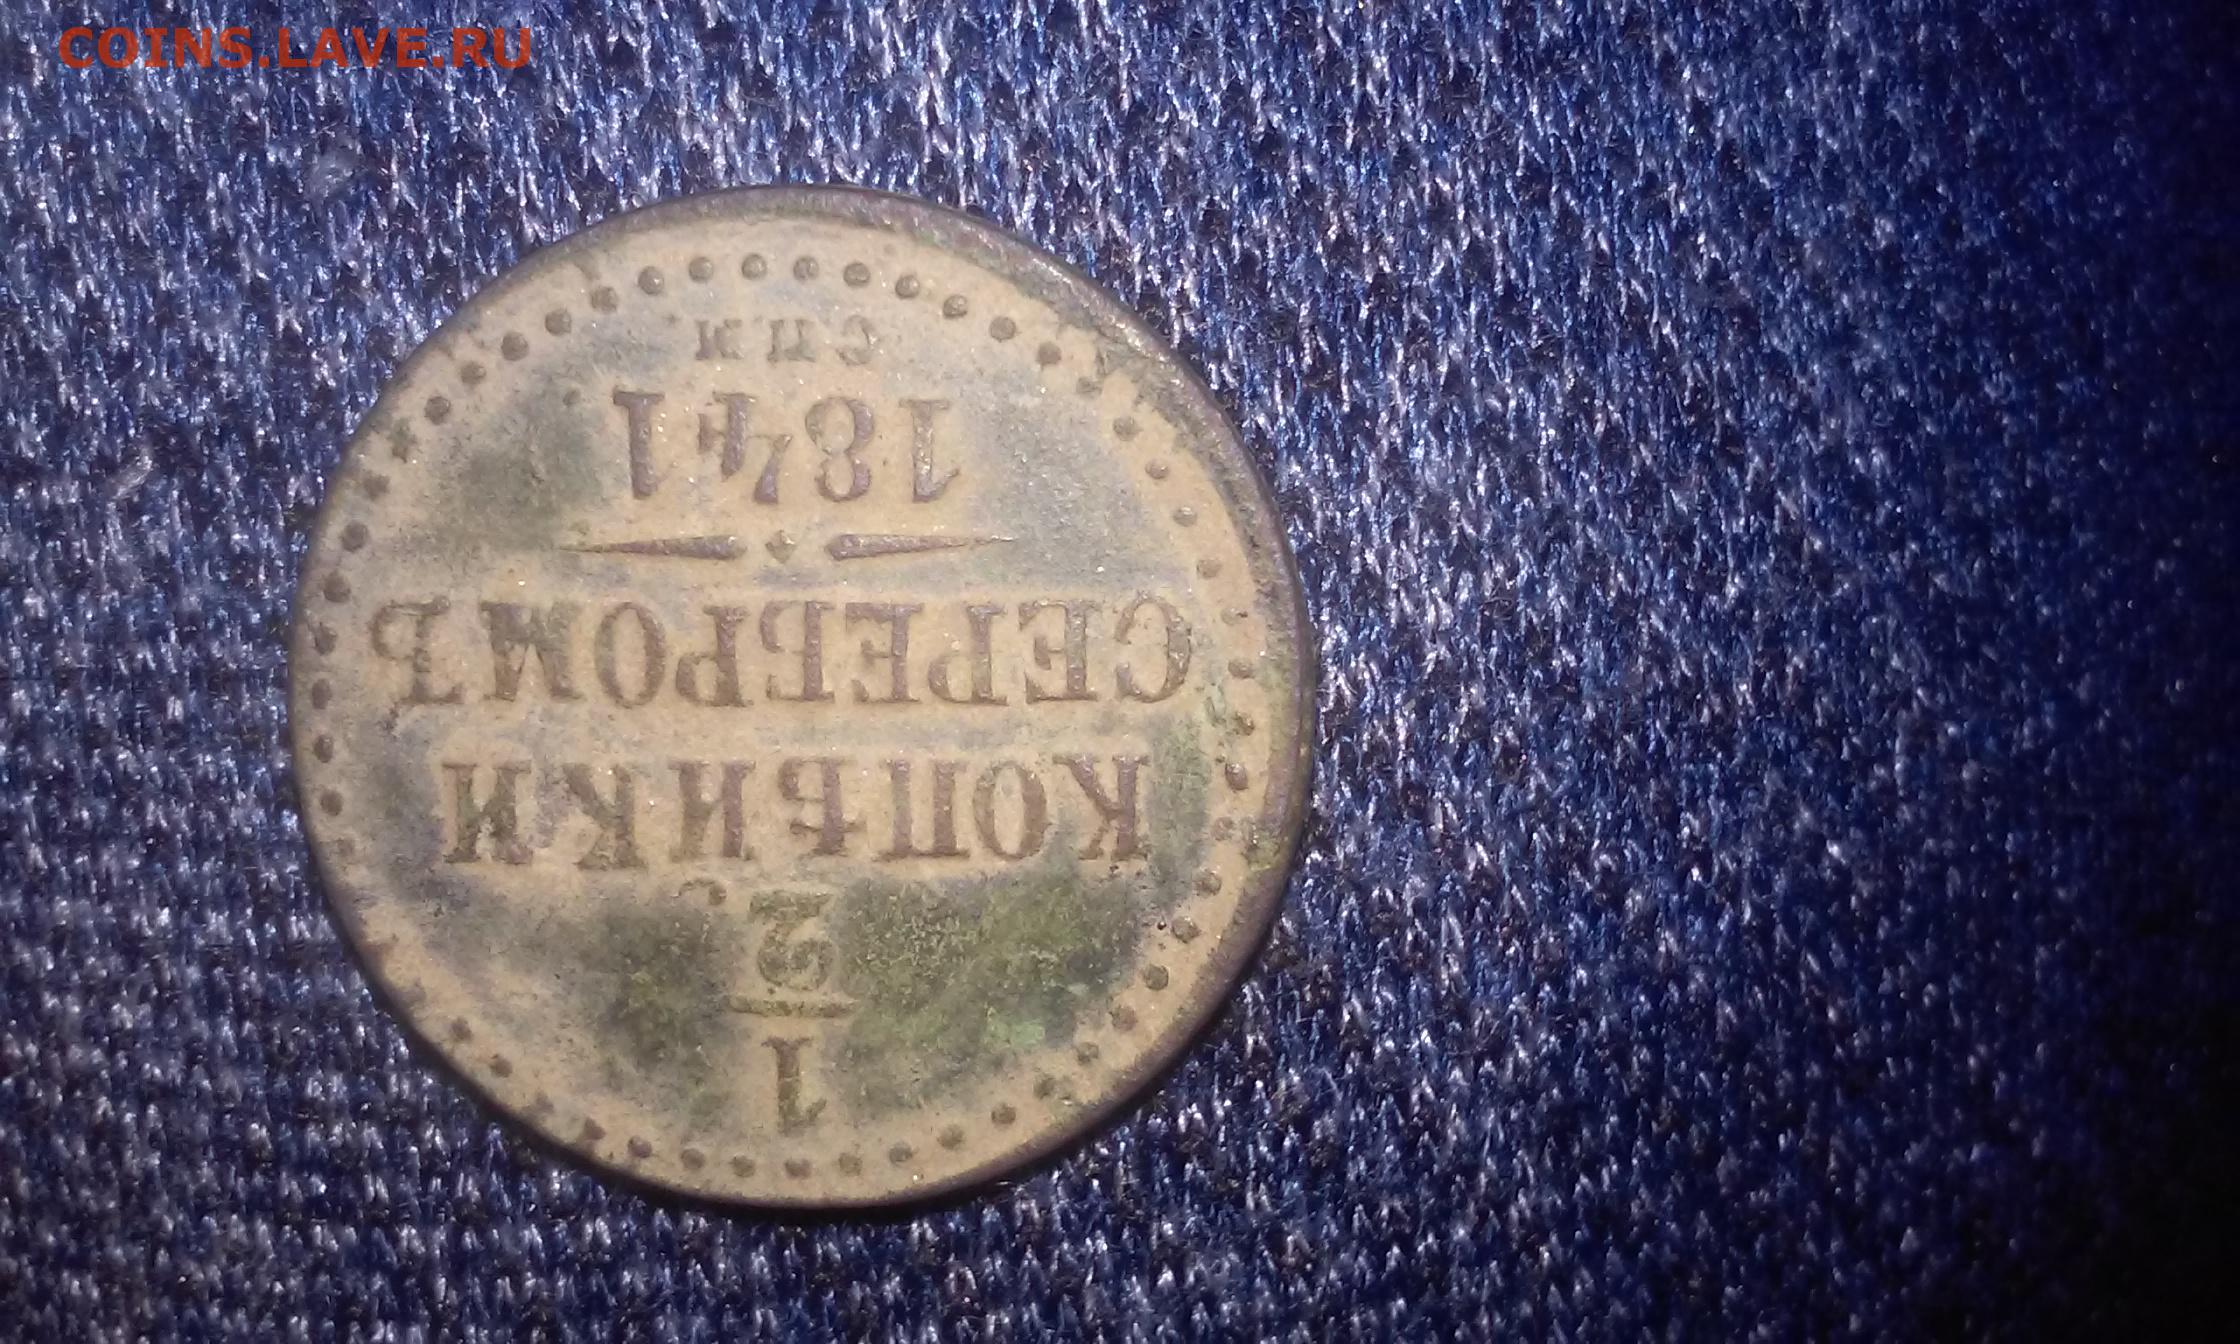 COINS.LAVE.RU
1
2
КОПѢЙКИ
СЕРЕБРОМЪ
1841
СПМ